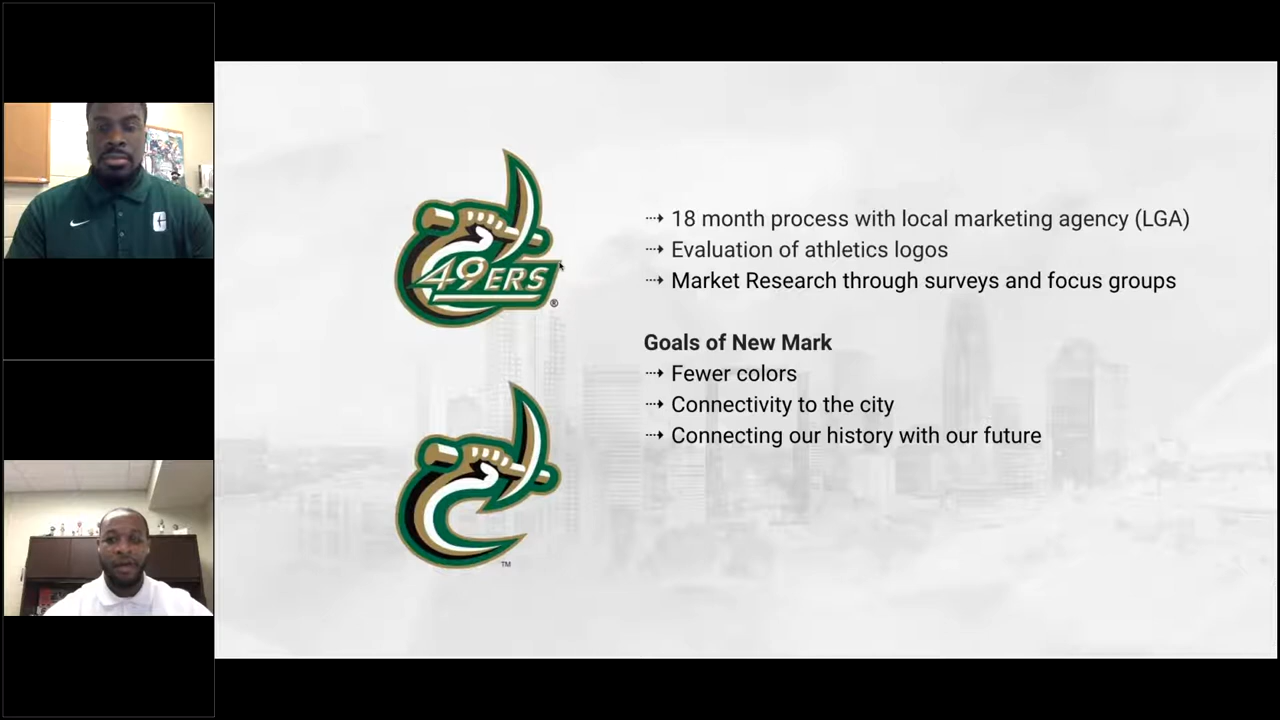 49ERS
®
TM
⤑ 18 month process with local marketing agency (LGA)
⤑ Evaluation of athletics logos
⤑ Market Research through surveys and focus groups
Goals of New Mark
⤑ Fewer colors
⤑ Connectivity to the city
⤑ Connecting our history with our future